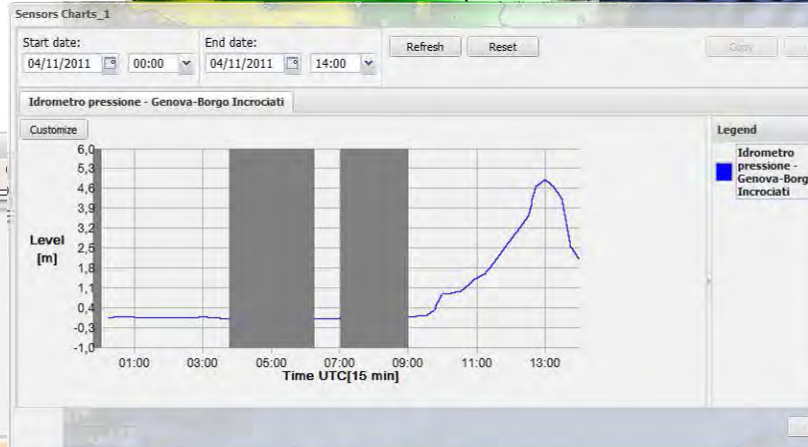 Sensors Charts_1
Start date:
End date:
04/11/2011 00:00 04/11/2011 14:00 Refresh Reset Copy
Idrometro pressione - Genova-Borgo Incrociati
Customize
Legend
Idrometro
pressione -
Genova-Borg
Incrociati
Level
[m]
6,0
5,3
4,6
3,9
3,2
2,5
1,8
1,1
0,4
-0,3
-1,0
01:00 03:00 05:00 07:00 09:00 11:00 13:00
Time UTC[15 min]